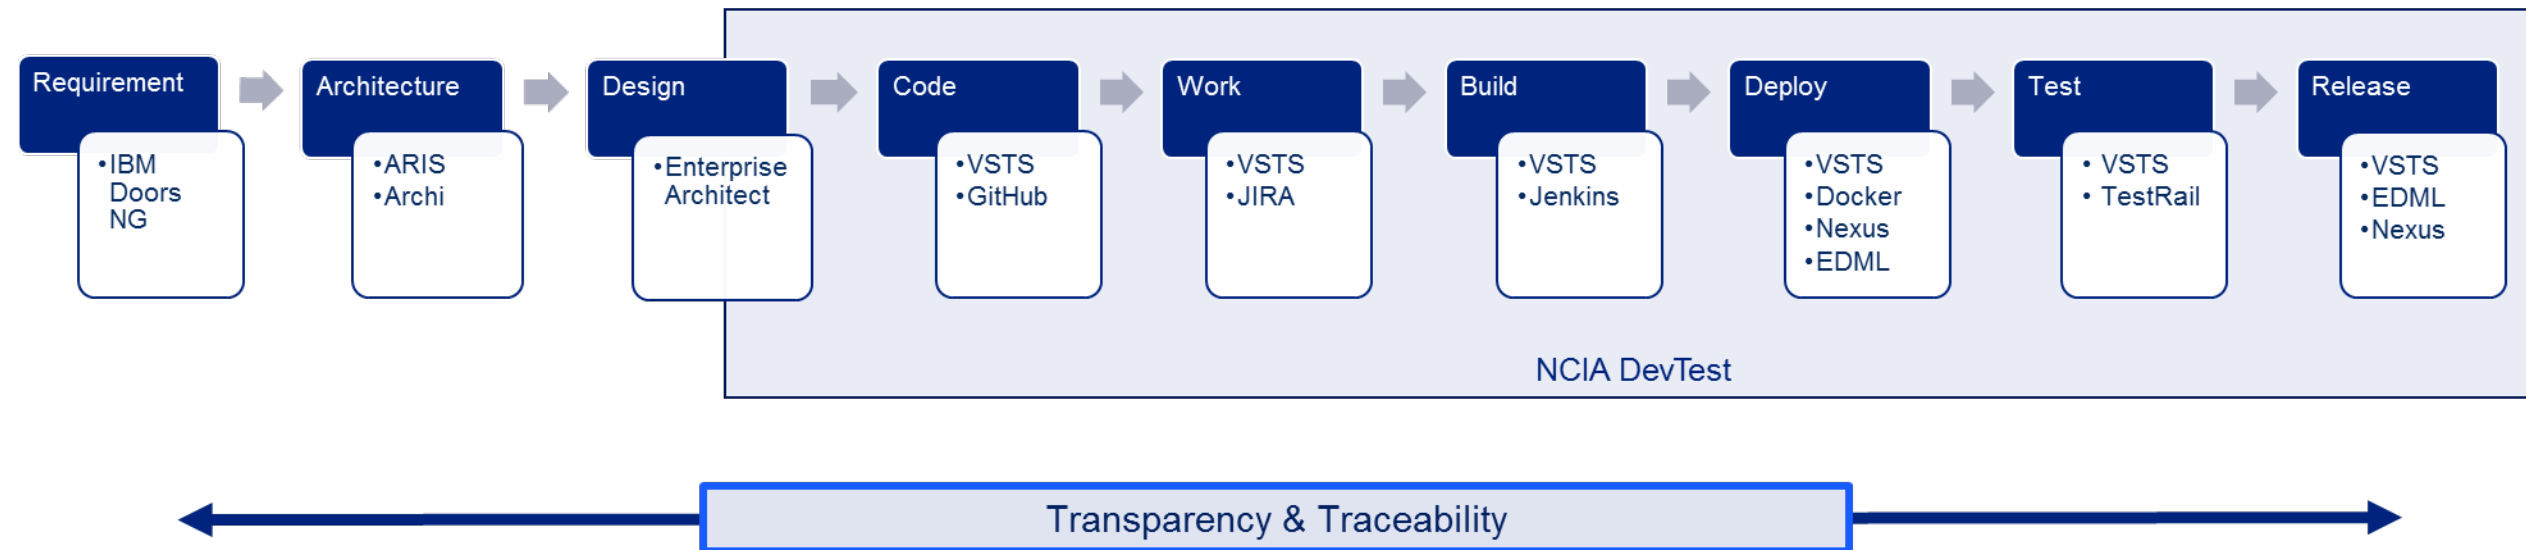 Requirement
•IBM
Doors
NG
Architecture
•ARIS
•Archi
Design
•Enterprise
Architect
Code
•VSTS
•GitHub
Work
•VSTS
•JIRA
Build
•VSTS
•Jenkins
Deploy
•VSTS
•Docker
•Nexus
•EDML
Test
• VSTS
• TestRail
Release
•VSTS
•EDML
•Nexus
NCIA DevTest
Transparency & Traceability